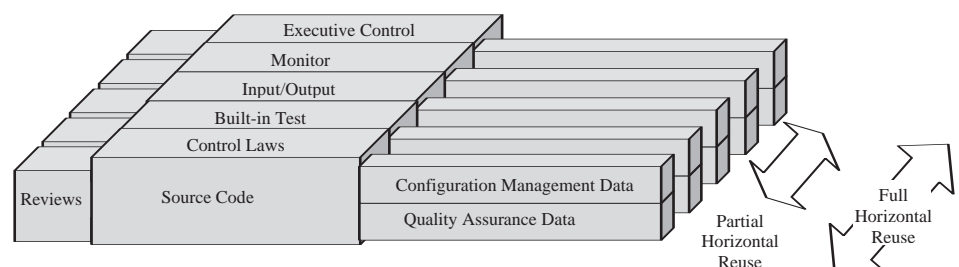 Executive Control
Monitor
Input/Output
Built-in Test
Control Laws
Reviews
Source Code
Configuration Management Data
Quality Assurance Data
Partial
Horizontal
Reuse
Full
Horizontal
Reuse